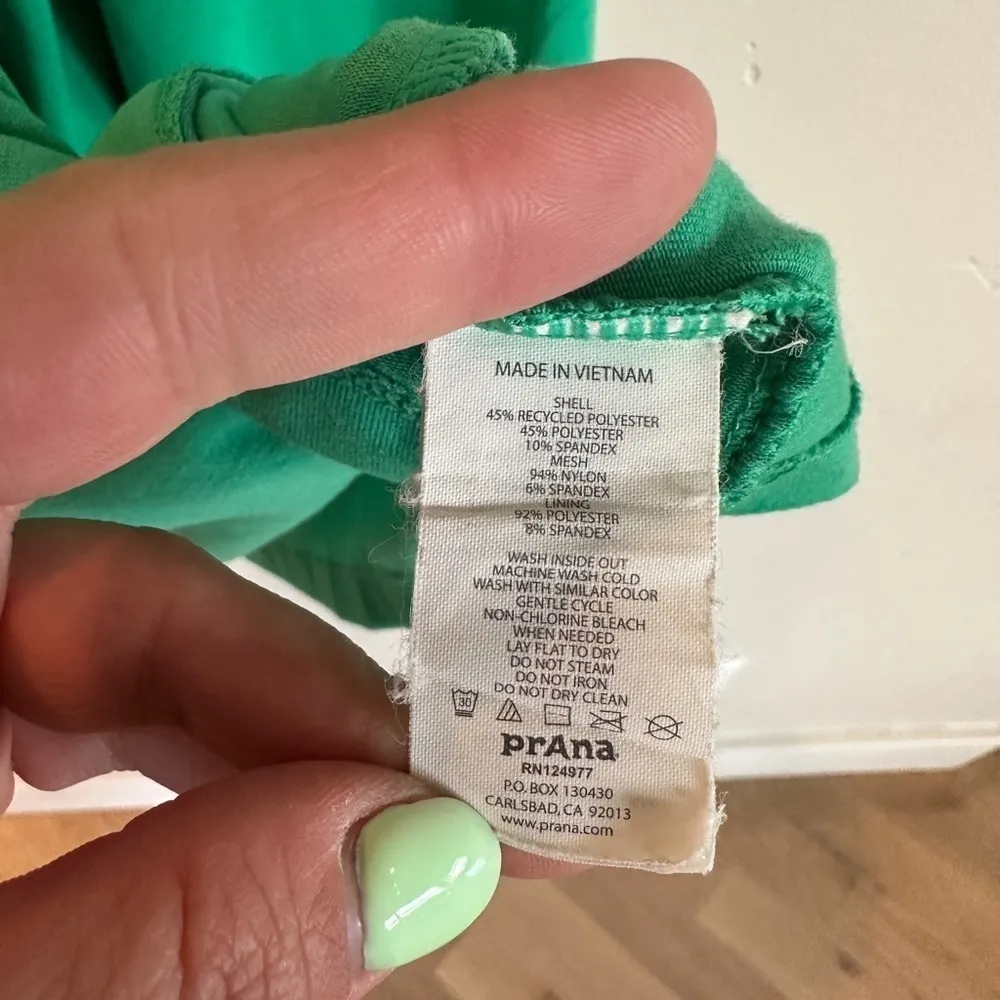 MADE IN VIETNAM
SHELL
45% RECYCLED POLYESTER
45% POLYESTER
10% SPANDEX
MESH
94% NYLON
6% SPANDEX
LINING
92% POLYESTER
8% SPANDEX
WASH INSIDE OUT
MACHINE WASH COLD
WASH WITH SIMILAR COLOR
GENTLE CYCLE
NON-CHLORINE BLEACH
WHEN NEEDED
LAY FLAT TO DRY
DO NOT STEAM
DO NOT IRON
DO NOT DRY CLEAN
30
prAna
RN124977
P.O. BOX 130430
CARLSBAD, CA 92013
www.prana.com